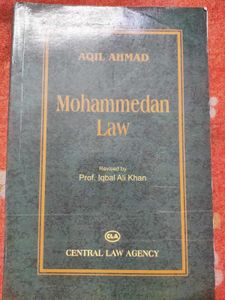 AQIL AHMAD
Mohammedan
Law
Revised by
Prof. Iqbal Ali Khan
CLA
CENTRAL LAW AGENCY